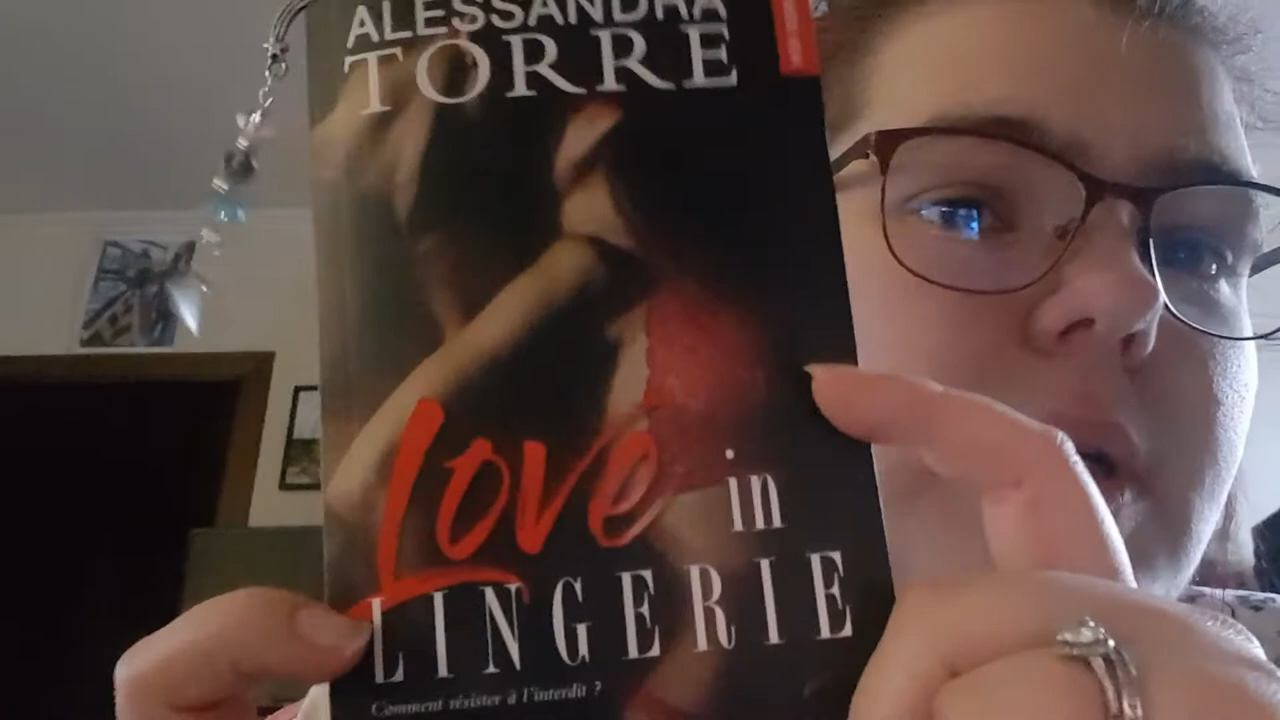 ALESSANDRA
TORRE
Love in
LINGERIE
Comment résister à l'interdit ?